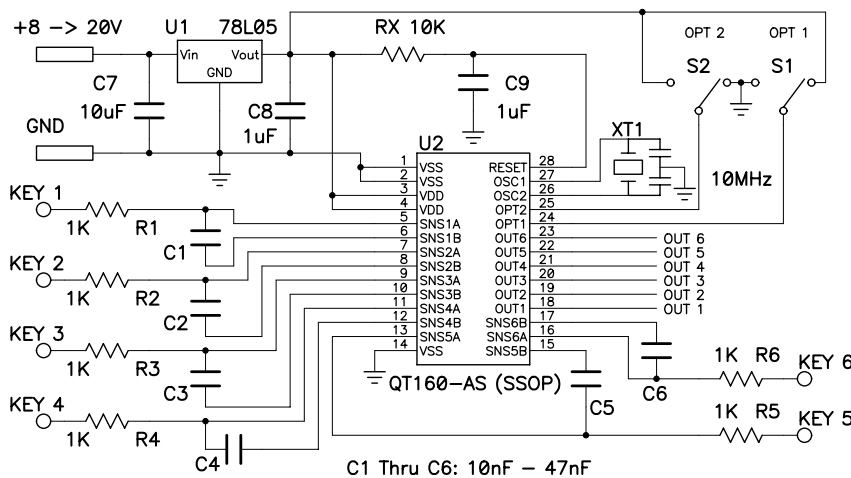 +8 -> 20V
U1
78L05
Vin
Vout
GND
RX 10K
OPT 2
OPT 1
S2
S1
C7
10uF
C8
1uF
C9
1uF
GND
U2
XT1
10MHz
1 VSS
2 VSS
3 VDD
4 VDD
5 SNS1A
6 SNS1B
7 SNS2A
8 SNS2B
9 SNS3A
10 SNS3B
11 SNS4A
12 SNS4B
13 SNS5A
14 VSS
RESET 28
OSC1 27
OSC2 26
OPT2 25
OPT1 24
OUT6 23
OUT5 22
OUT4 21
OUT3 20
OUT2 19
OUT1 18
SNS6B 17
SNS6A 16
SNS5B 15
OUT 6
OUT 5
OUT 4
OUT 3
OUT 2
OUT 1
KEY 1
1K
R1
C1
KEY 2
1K
R2
C2
KEY 3
1K
R3
C3
KEY 4
1K
R4
C4
QT160-AS (SSOP)
C5
C6
1K
R6
KEY 6
1K
R5
KEY 5
C1 Thru C6: 10nF - 47nF